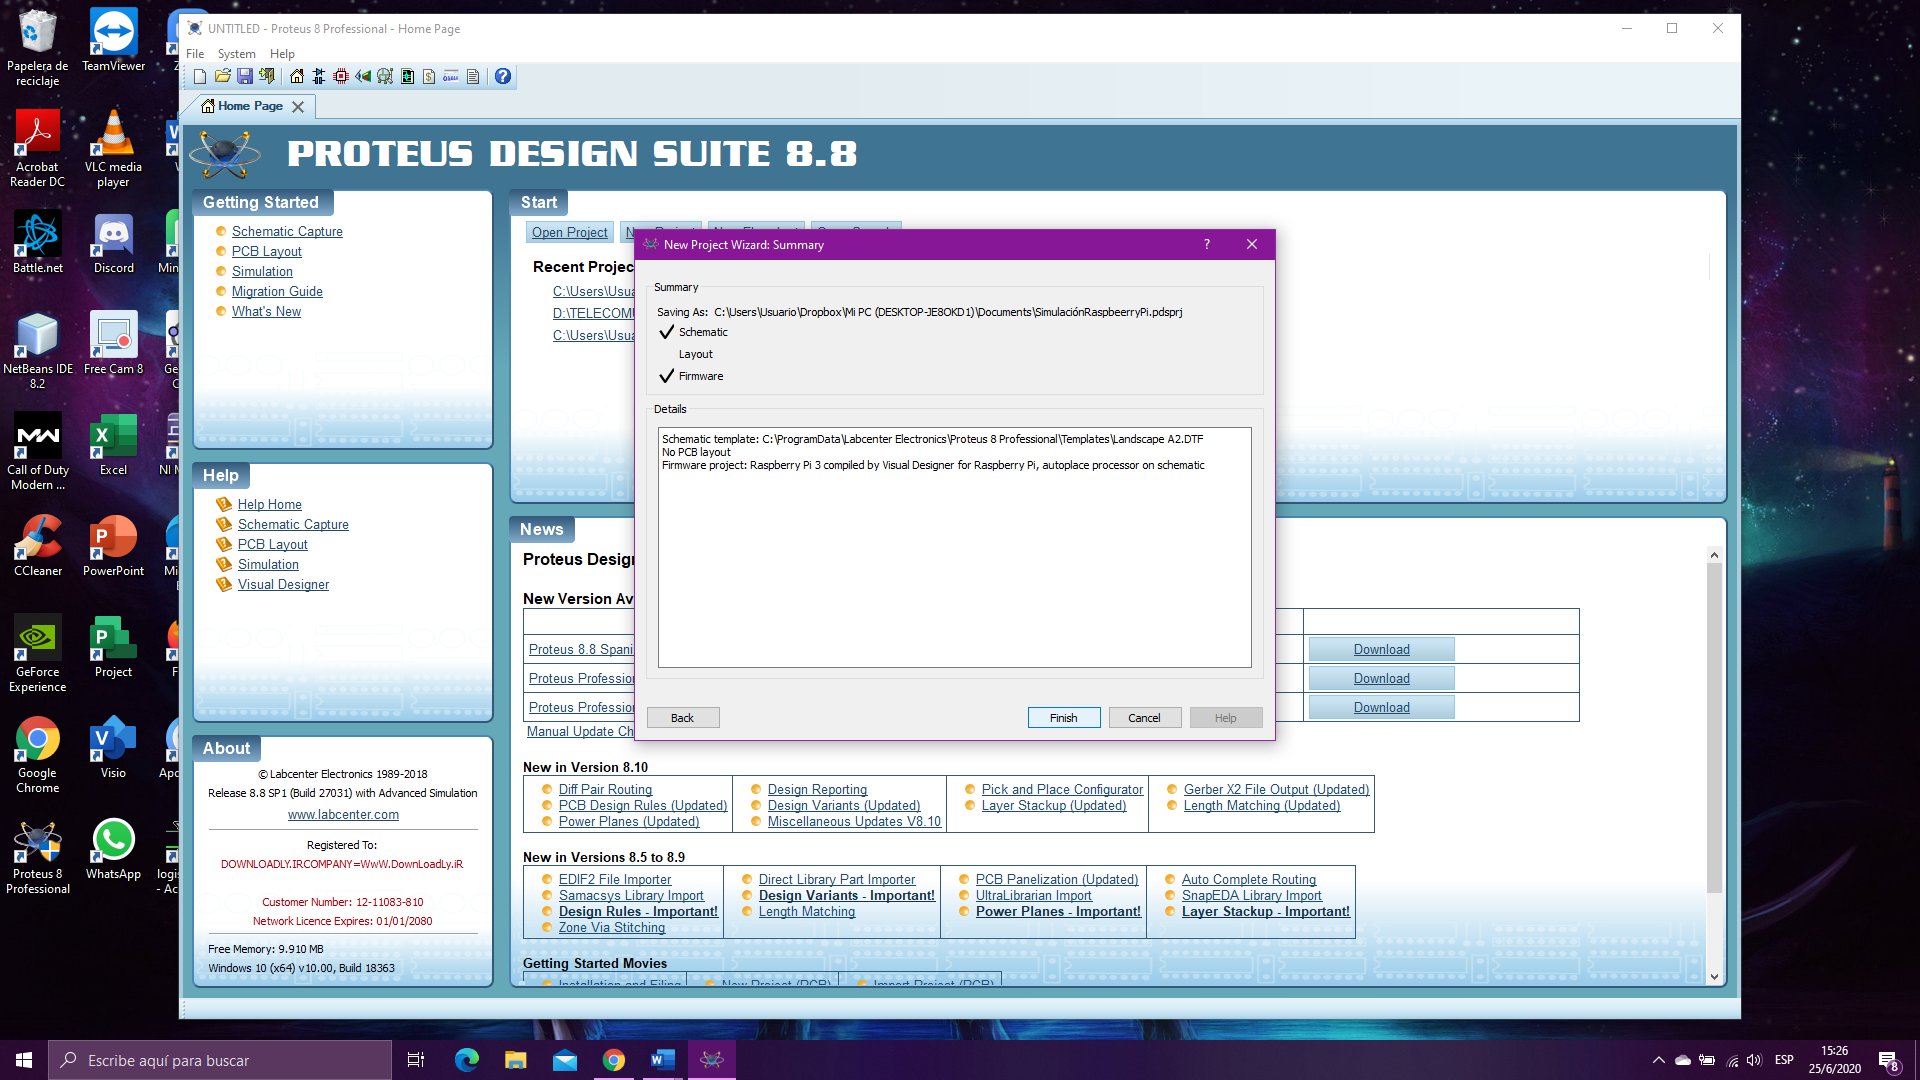 Papelera de
reciclaje
TeamViewer
Acrobat
Reader DC
VLC media
player
Battle.net
Discord
NetBeans IDE
8.2
Free Cam 8
Call of Duty
Modern ...
Excel
CCleaner
PowerPoint
GeForce
Experience
Project
Google
Chrome
Visio
Proteus 8
Professional
WhatsApp
UNTITLED - Proteus 8 Professional - Home Page
File System Help
Home Page
PROTEUS DESIGN SUITE 8.8
Getting Started
Schematic Capture
PCB Layout
Simulation
Migration Guide
What's New
Help
Help Home
Schematic Capture
PCB Layout
Simulation
Visual Designer
About
© Labcenter Electronics 1989-2018
Release 8.8 SP1 (Build 27031) with Advanced Simulation
www.labcenter.com
Registered To:
DOWNLOADLY.IRCOMPANY=WwW.DownLoadLy.iR
Customer Number: 12-11083-810
Network Licence Expires: 01/01/2080
Free Memory: 9.910 MB
Windows 10 (x64) v10.00, Build 18363
Start
Open Project
Recent Projec
C:\Users\Usua
D:\TELECOMU
C:\Users\Usua
New Project Wizard: Summary
Summary
Saving As: C:\Users\Usuario\Dropbox\Mi PC (DESKTOP-JE8OKD1)\Documents\SimulaciónRaspbeerryPi.pdsprj
Schematic
Layout
Firmware
Details
Schematic template: C:\ProgramData\Labcenter Electronics\Proteus 8 Professional\Templates\Landscape A2.DTF
No PCB layout
Firmware project: Raspberry Pi 3 compiled by Visual Designer for Raspberry Pi, autoplace processor on schematic
Back Finish Cancel Help
News
Proteus Desig
New Version Av
Proteus 8.8 Spani Download
Proteus Professio Download
Proteus Professio Download
Manual Update Ch
New in Version 8.10
Diff Pair Routing
PCB Design Rules (Updated)
Power Planes (Updated)
Design Reporting
Design Variants (Updated)
Miscellaneous Updates V8.10
Pick and Place Configurator
Layer Stackup (Updated)
Gerber X2 File Output (Updated)
Length Matching (Updated)
New in Versions 8.5 to 8.9
EDIF2 File Importer
Samacsys Library Import
Design Rules - Important!
Zone Via Stitching
Direct Library Part Importer
Design Variants - Important!
Length Matching
PCB Panelization (Updated)
UltraLibrarian Import
Power Planes - Important!
Auto Complete Routing
SnapEDA Library Import
Layer Stackup - Important!
Getting Started Movies
Installation and Filing
New Project (PCB)
Import Project (PCB)
Escribe aquí para buscar
ESP
15:26
25/6/2020
8